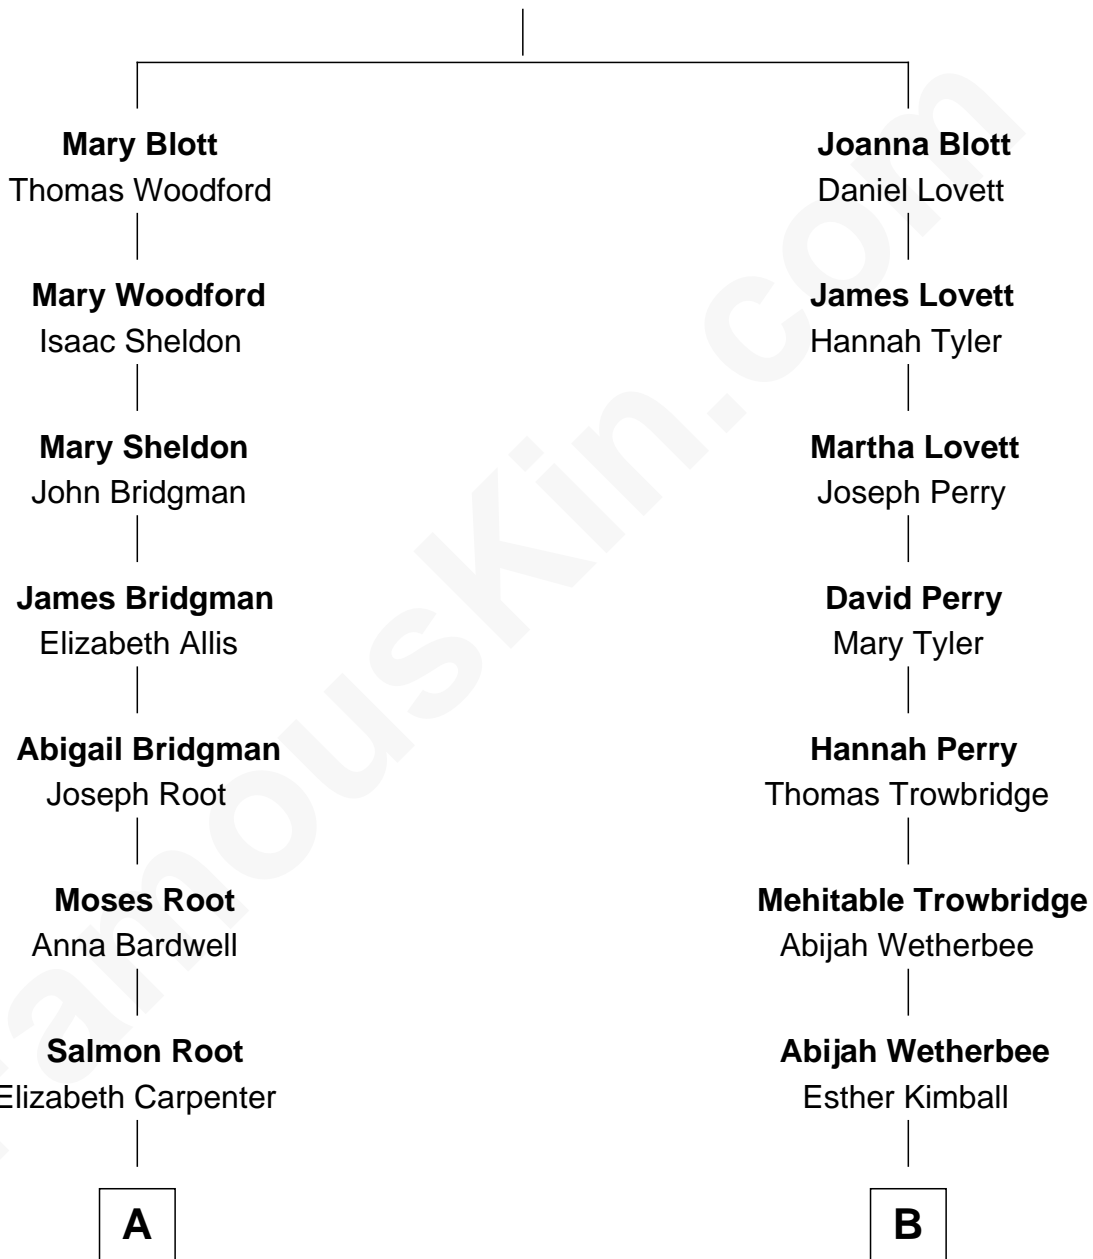 Mary Blott
Thomas Woodford
Mary Woodford
Isaac Sheldon
Mary Sheldon
John Bridgman
James Bridgman
Elizabeth Allis
Abigail Bridgman
Joseph Root
Moses Root
Anna Bardwell
Salmon Root
Elizabeth Carpenter
A
Joanna Blott
Daniel Lovett
James Lovett
Hannah Tyler
Martha Lovett
Joseph Perry
David Perry
Mary Tyler
Hannah Perry
Thomas Trowbridge
Mehitable Trowbridge
Abijah Wetherbee
Abijah Wetherbee
Esther Kimball
B
FamousKin.com